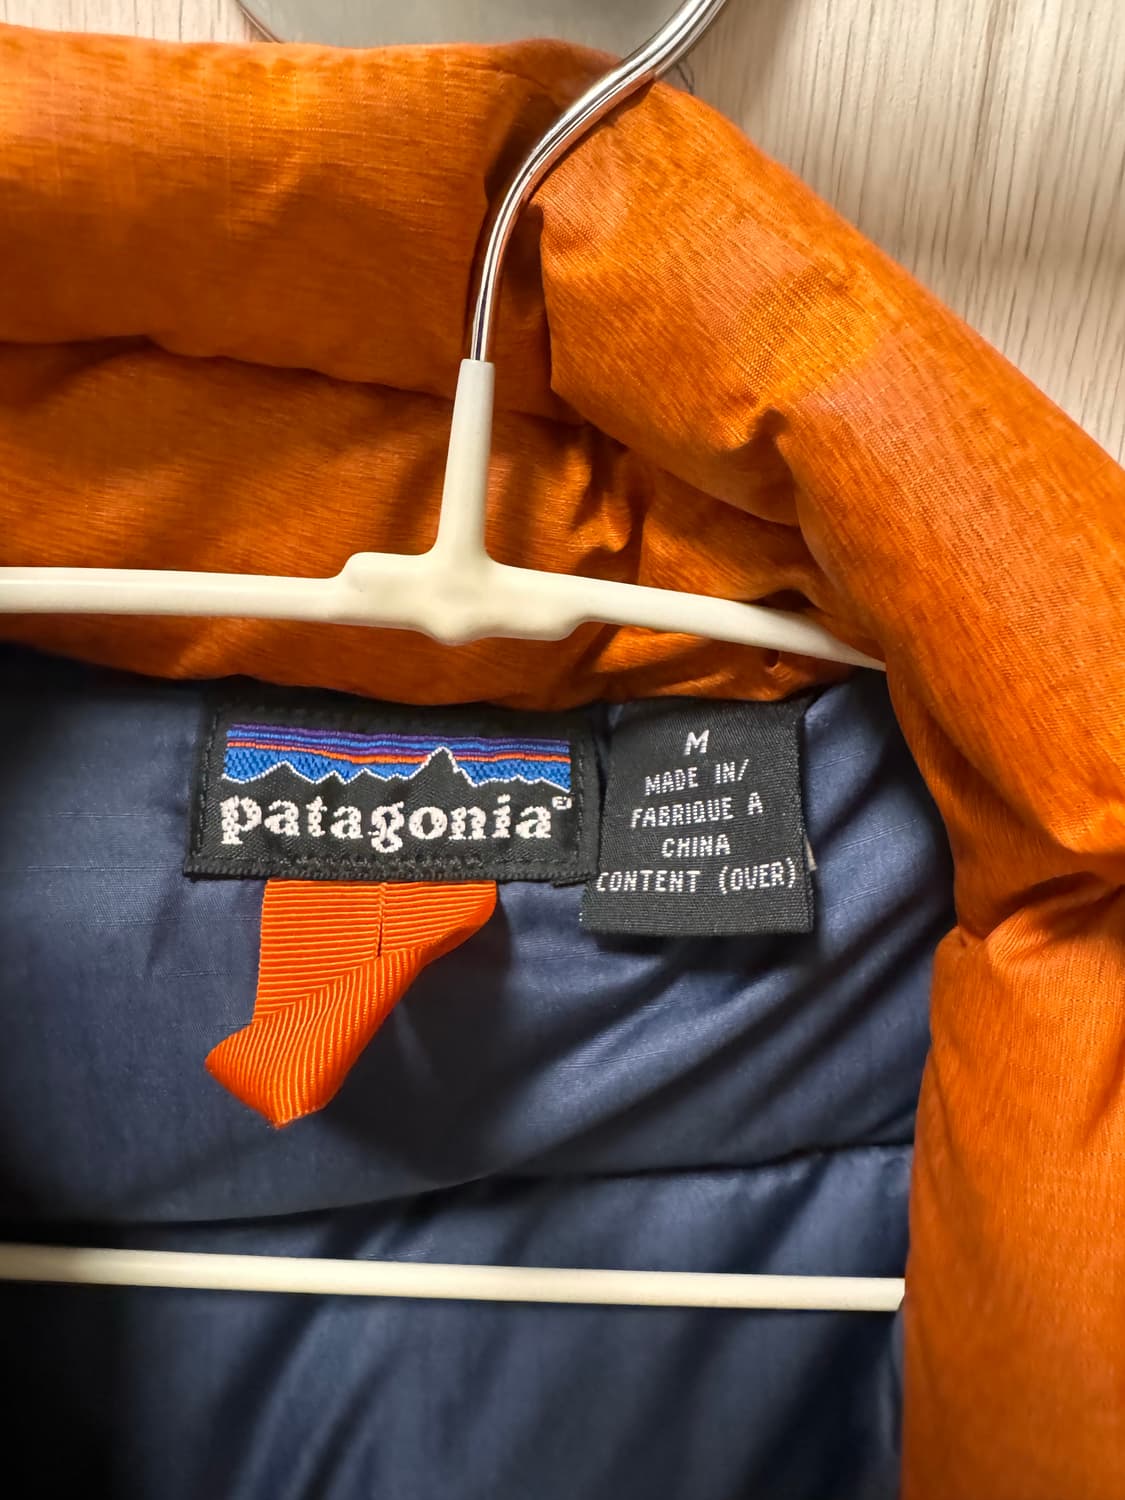 patagonia®
M
MADE IN/
FABRIQUE A
CHINA
CONTENT (OVER)